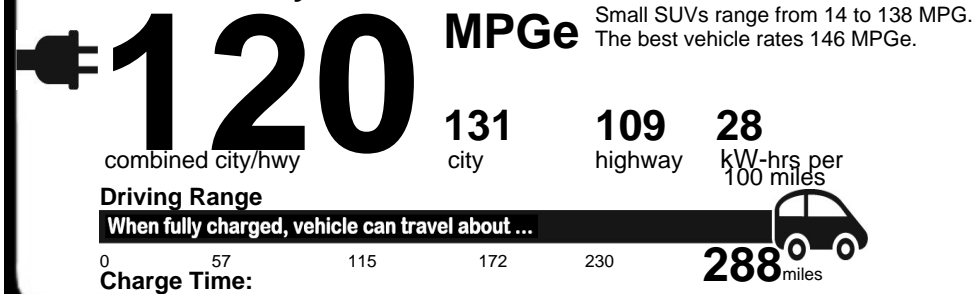 120 MPGe
Small SUVs range from 14 to 138 MPG.
The best vehicle rates 146 MPGe.
combined city/hwy
131
city
109
highway
28
kW-hrs per
100 miles
Driving Range
When fully charged, vehicle can travel about ...
0 57 115 172 230 288 miles
Charge Time: